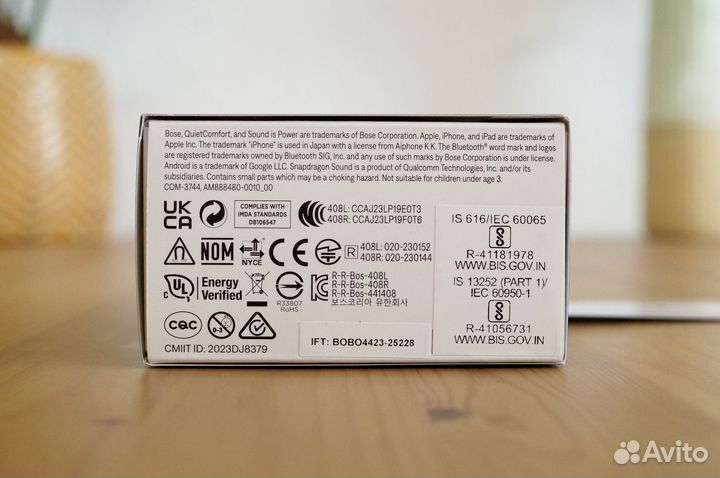 Bose, QuietComfort, and Sound is Power are trademarks of Bose Corporation. Apple, iPhone, and iPad are trademarks of
Apple Inc. The trademark "iPhone" is used in Japan with a license from Aiphone K.K. The Bluetooth® word mark and logos
are registered trademarks owned by Bluetooth SIG, Inc. and any use of such marks by Bose Corporation is under license.
Android is a trademark of Google LLC. Snapdragon Sound is a product of Qualcomm Technologies, Inc. and/or its
subsidiaries. Contains small parts which may be a choking hazard. Not suitable for children under age 3.
COM-3744, AM888480-0010_00
UK
CA
COMPLIES WITH
IMDA STANDARDS
DB106547
408L: CCAJ23LP19E0T3
408R: CCAJ23LP19F0T6
NOM
NYCE
CE
R
408L: 020-230152
408R: 020-230144
UL
Energy
Verified
R33807
RoHS
R-R-Bos-408L
R-R-Bos-408R
R-R-Bos-441408
보스코리아 유한회사
CQC
0-3
CMIIT ID: 2023DJ8379
IFT: BOBO4423-25228
IS 616/IEC 60065
R-41181978
WWW.BIS.GOV.IN
IS 13252 (PART 1)/
IEC 60950-1
R-41056731
WWW.BIS.GOV.IN
Avito